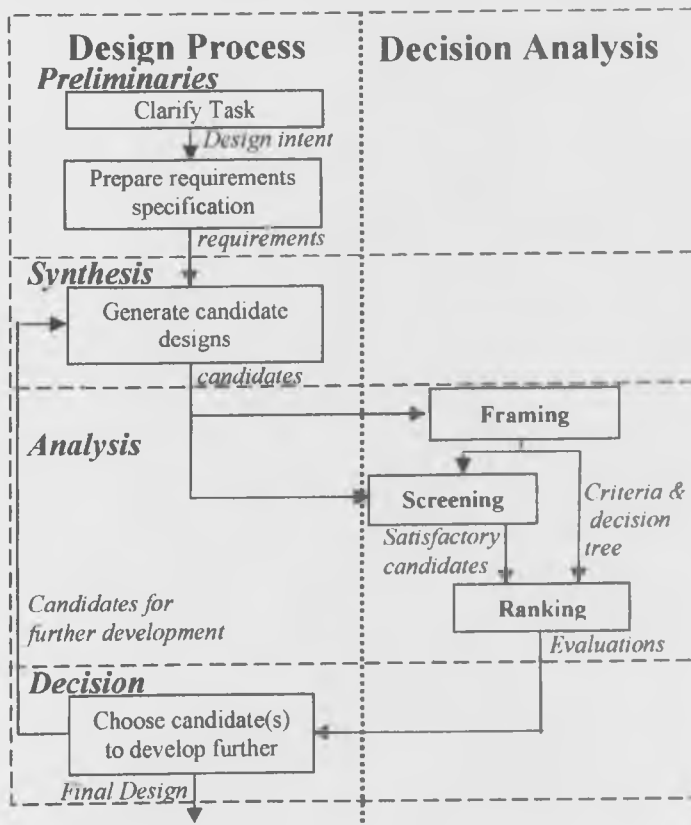 Design Process
Decision Analysis
Preliminaries
Clarify Task
Design intent
Prepare requirements
specification
requirements
Synthesis
Generate candidate
designs
candidates
Analysis
Framing
Screening
Criteria &
decision
tree
Satisfactory
candidates
Ranking
Evaluations
Candidates for
further development
Decision
Choose candidate(s)
to develop further
Final Design